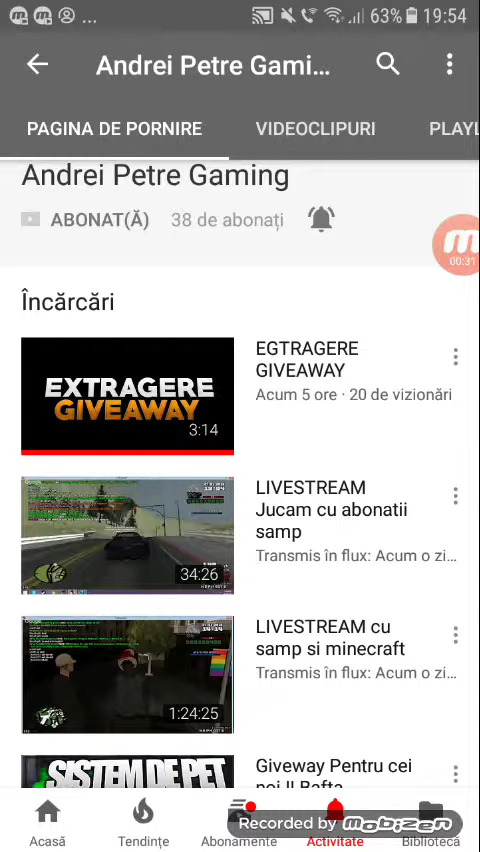 63% 19:54
Andrei Petre Gami...
PAGINA DE PORNIRE VIDEOCLIPURI PLAYL
Andrei Petre Gaming
ABONAT(Ă) 38 de abonați
00:31
Încărcări
EXTRAGERE
GIVEAWAY
3:14
EGTRAGERE
GIVEAWAY
Acum 5 ore · 20 de vizionări
34:26
LIVESTREAM
Jucam cu abonatii
samp
Transmis în flux: Acum o zi...
1:24:25
LIVESTREAM cu
samp si minecraft
Transmis în flux: Acum o zi...
SISTEM DE PET
Giveway Pentru cei
noi !! Bafta
Recorded by mobizen
Acasă Tendințe Abonamente Activitate Bibliotecă